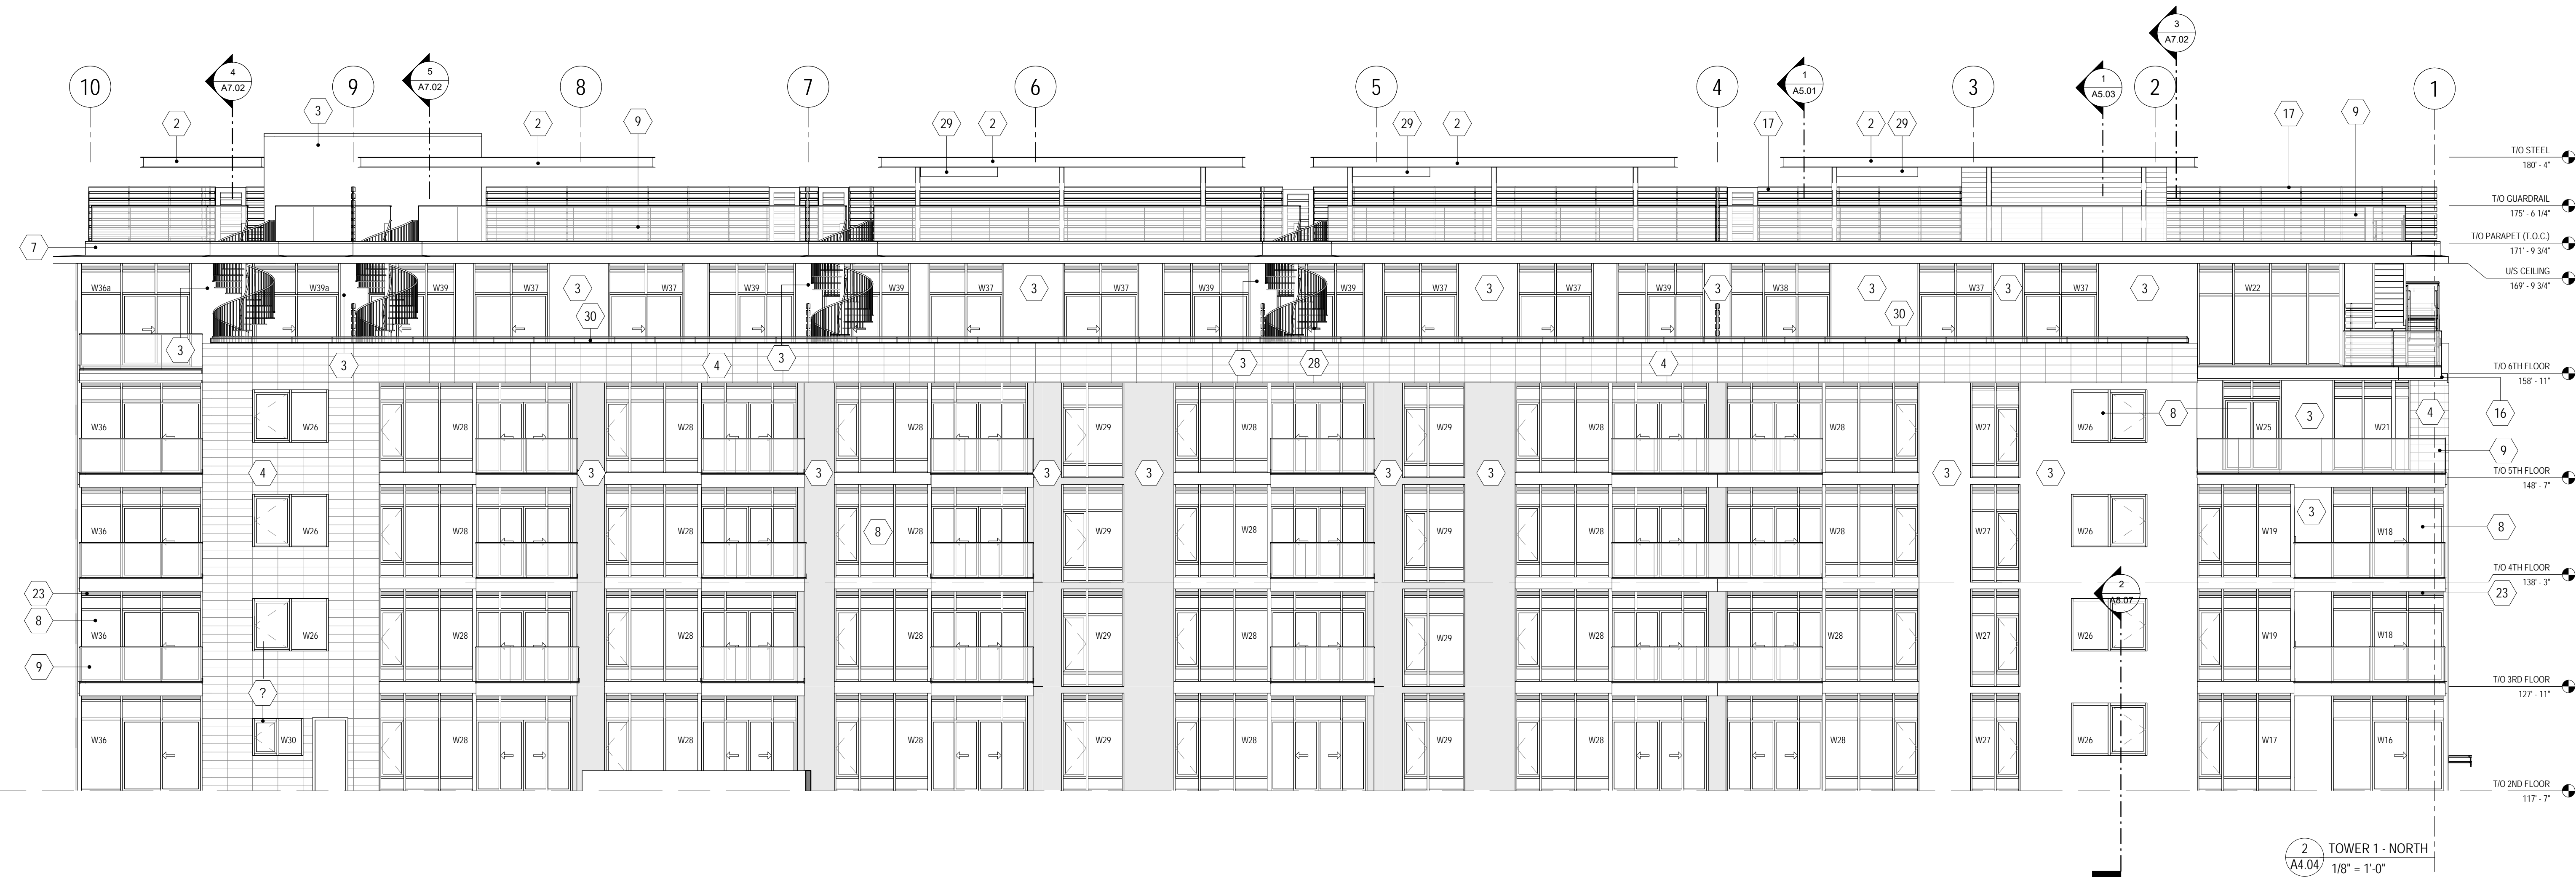 3
A7.02
10
4
A7.02
9
5
A7.02
8
7
6
5
4
1
A5.01
3
1
A5.03
2
1
2
3
2
9
29
2
29
2
17
2
29
17
9
T/O STEEL
180' - 4"
T/O GUARDRAIL
175' - 6 1/4"
7
T/O PARAPET (T.O.C.)
171' - 9 3/4"
U/S CEILING
169' - 9 3/4"
W36a W39a W39 W37 3 W37 W39 3 W39 W37 3 W37 W39 3 W39 W37 3 W37 W39 3 W38 3 W37 3 W37 3 W22
30 30
3 3 4 3 3 28 4
T/O 6TH FLOOR
158' - 11"
8 3 4 16
W36 W26 W28 W28 W28 W29 W28 W29 W28 W28 W27 W26 W25 W21
9
4 3 3 3 3 3 3 3 3
T/O 5TH FLOOR
148' - 7"
3
8 8
W36 W26 W28 W28 W28 W29 W28 W29 W28 W28 W27 W26 W19 W18
T/O 4TH FLOOR
138' - 3"
2
A8.07
23 23
8
W36 W26 W28 W28 W28 W29 W28 W29 W28 W28 W27 W26 W19 W18
9
T/O 3RD FLOOR
127' - 11"
?
W36 W30 W28 W28 W28 W29 W28 W29 W28 W28 W27 W26 W17 W16
T/O 2ND FLOOR
117' - 7"
2
A4.04
TOWER 1 - NORTH
1/8" = 1'-0"